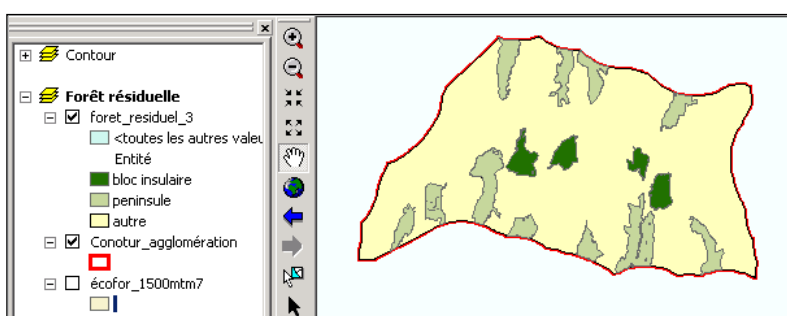 Contour
Forêt résiduelle
foret_residuel_3
<toutes les autres valeu
Entité
bloc insulaire
peninsule
autre
Conotur_agglomération
écofor_1500mtm7